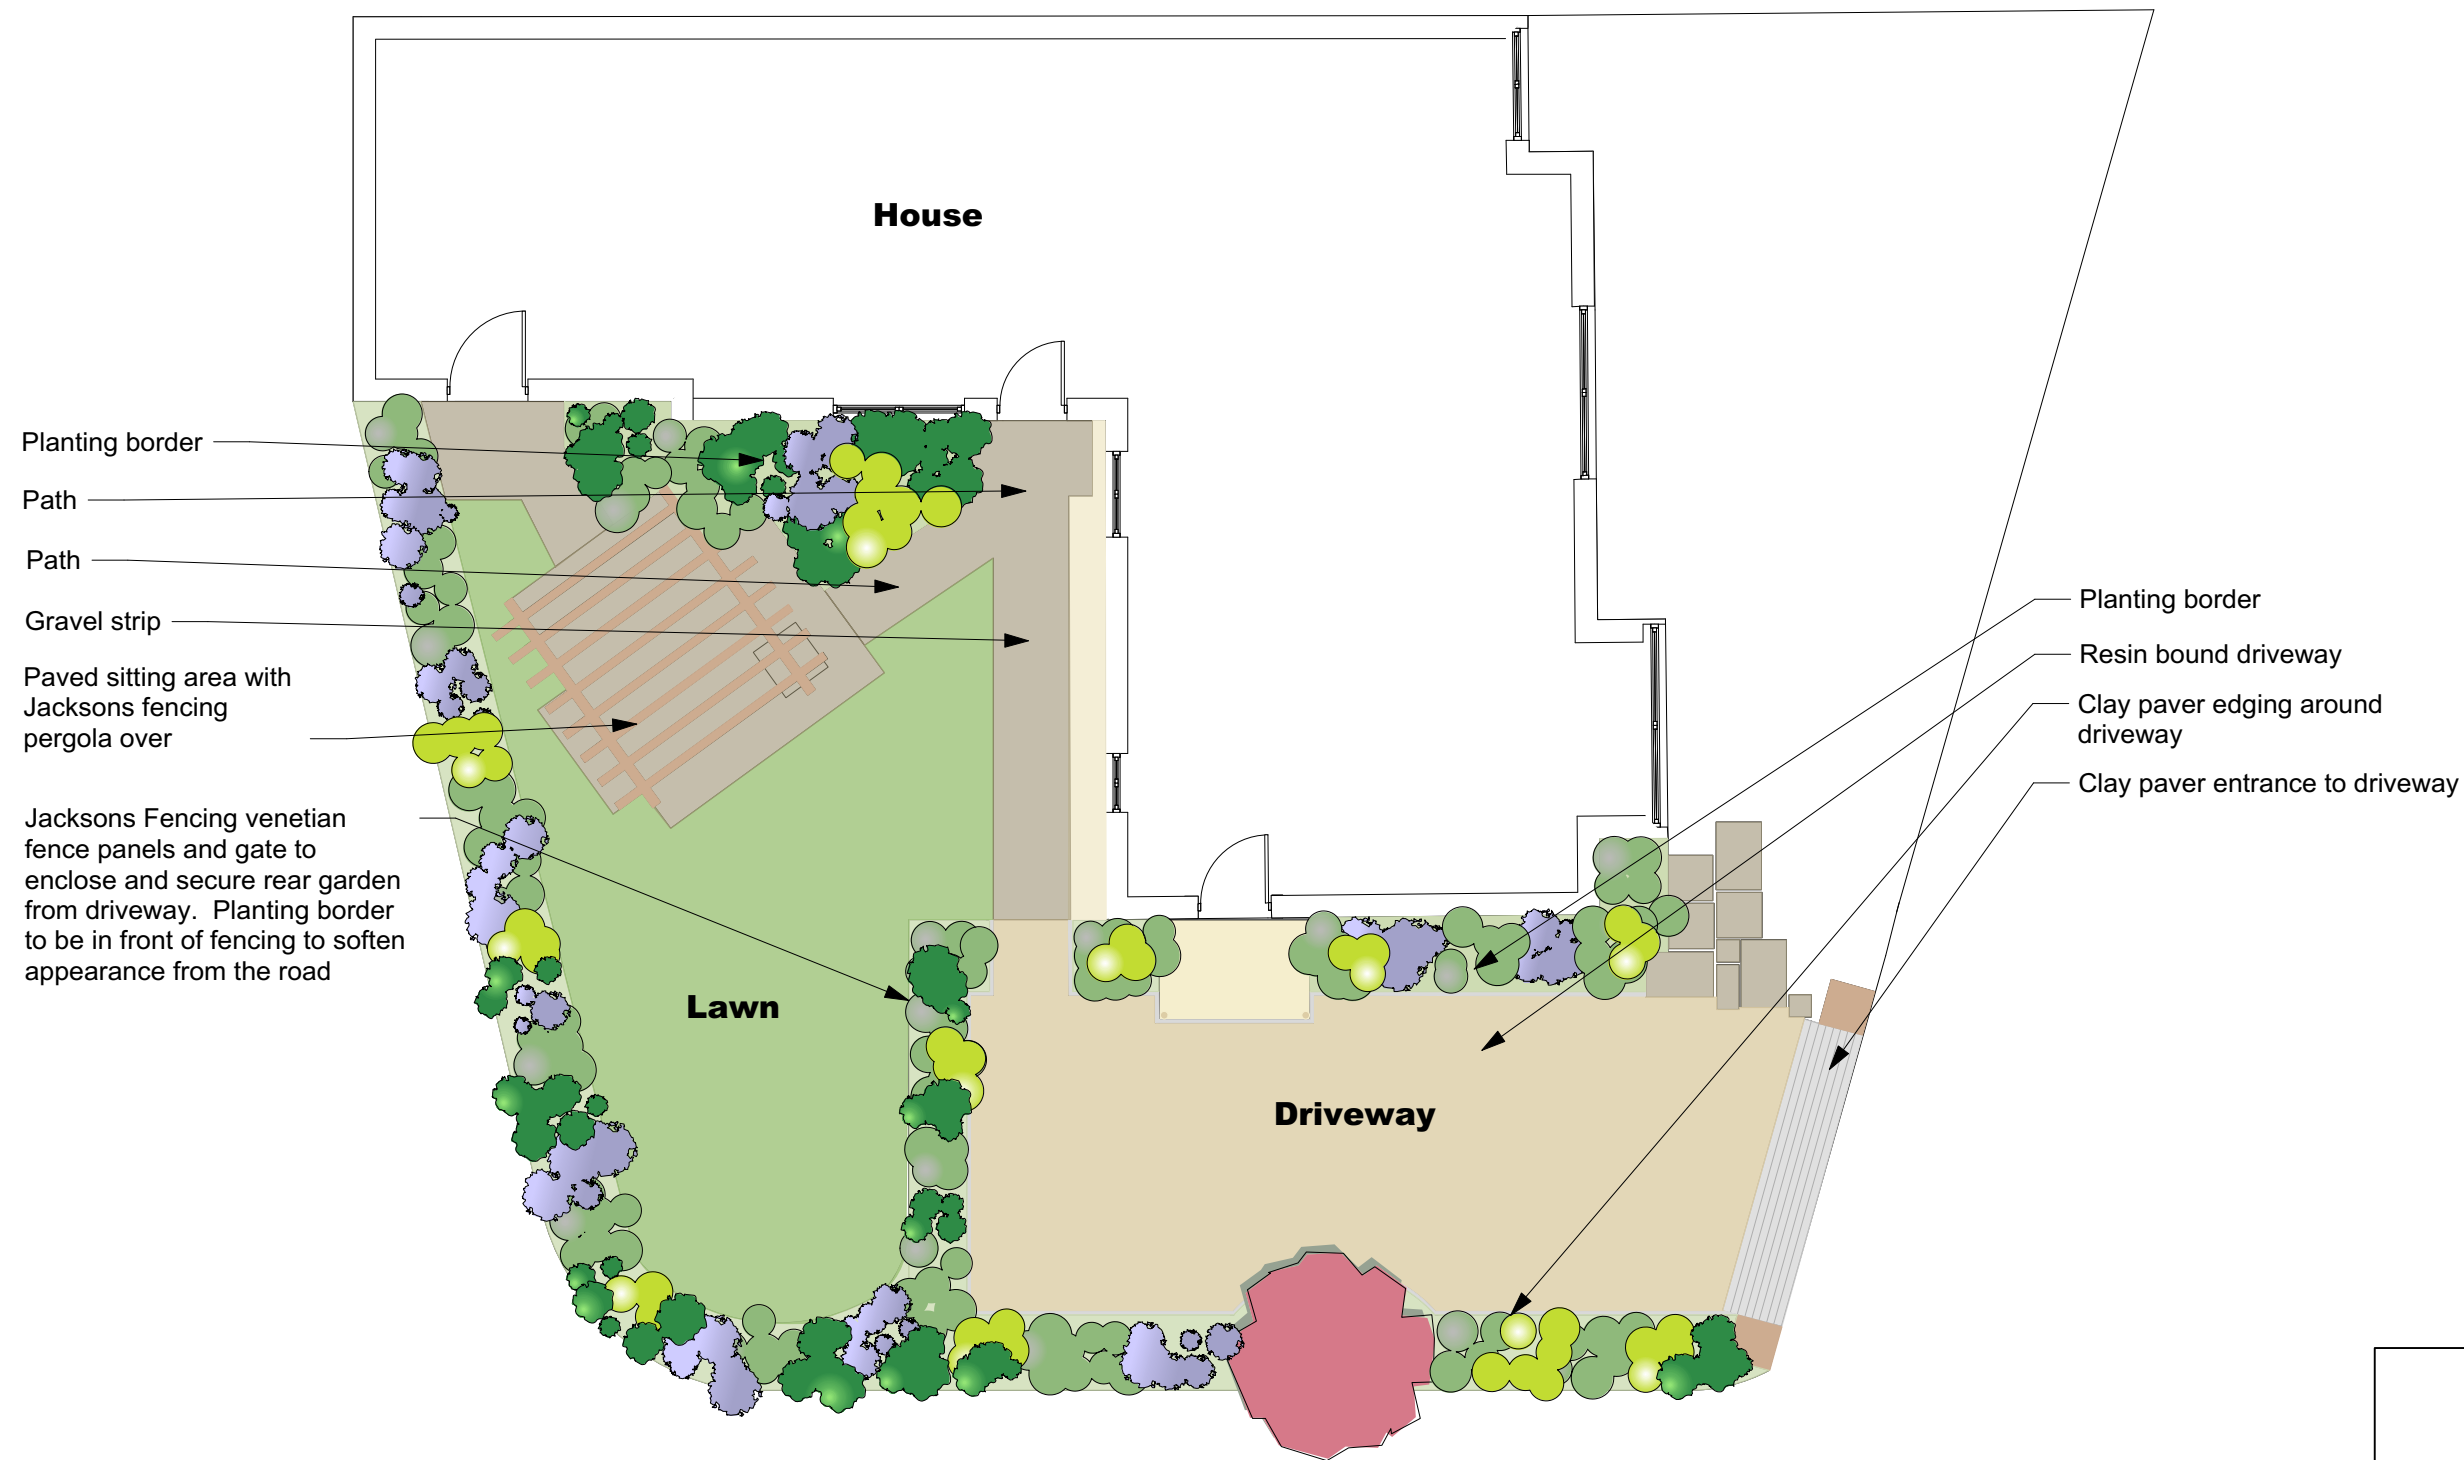 House
Planting border
Path
Path
Gravel strip
Paved sitting area with
Jacksons fencing
pergola over
Jacksons Fencing venetian
fence panels and gate to
enclose and secure rear garden
from driveway.  Planting border
to be in front of fencing to soften
appearance from the road
Lawn
Driveway
Planting border
Resin bound driveway
Clay paver edging around
driveway
Clay paver entrance to driveway